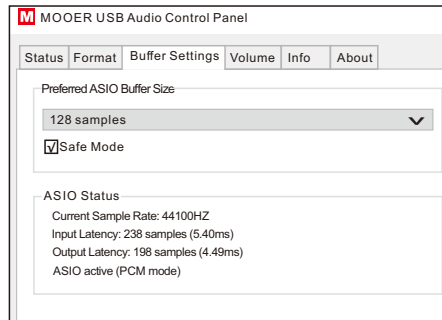 M MOOER USB Audio Control Panel
Status Format Buffer Settings Volume Info About
Preferred ASIO Buffer Size
128 samples
Safe Mode
ASIO Status
Current Sample Rate: 44100HZ
Input Latency: 238 samples (5.40ms)
Output Latency: 198 samples (4.49ms)
ASIO active (PCM mode)